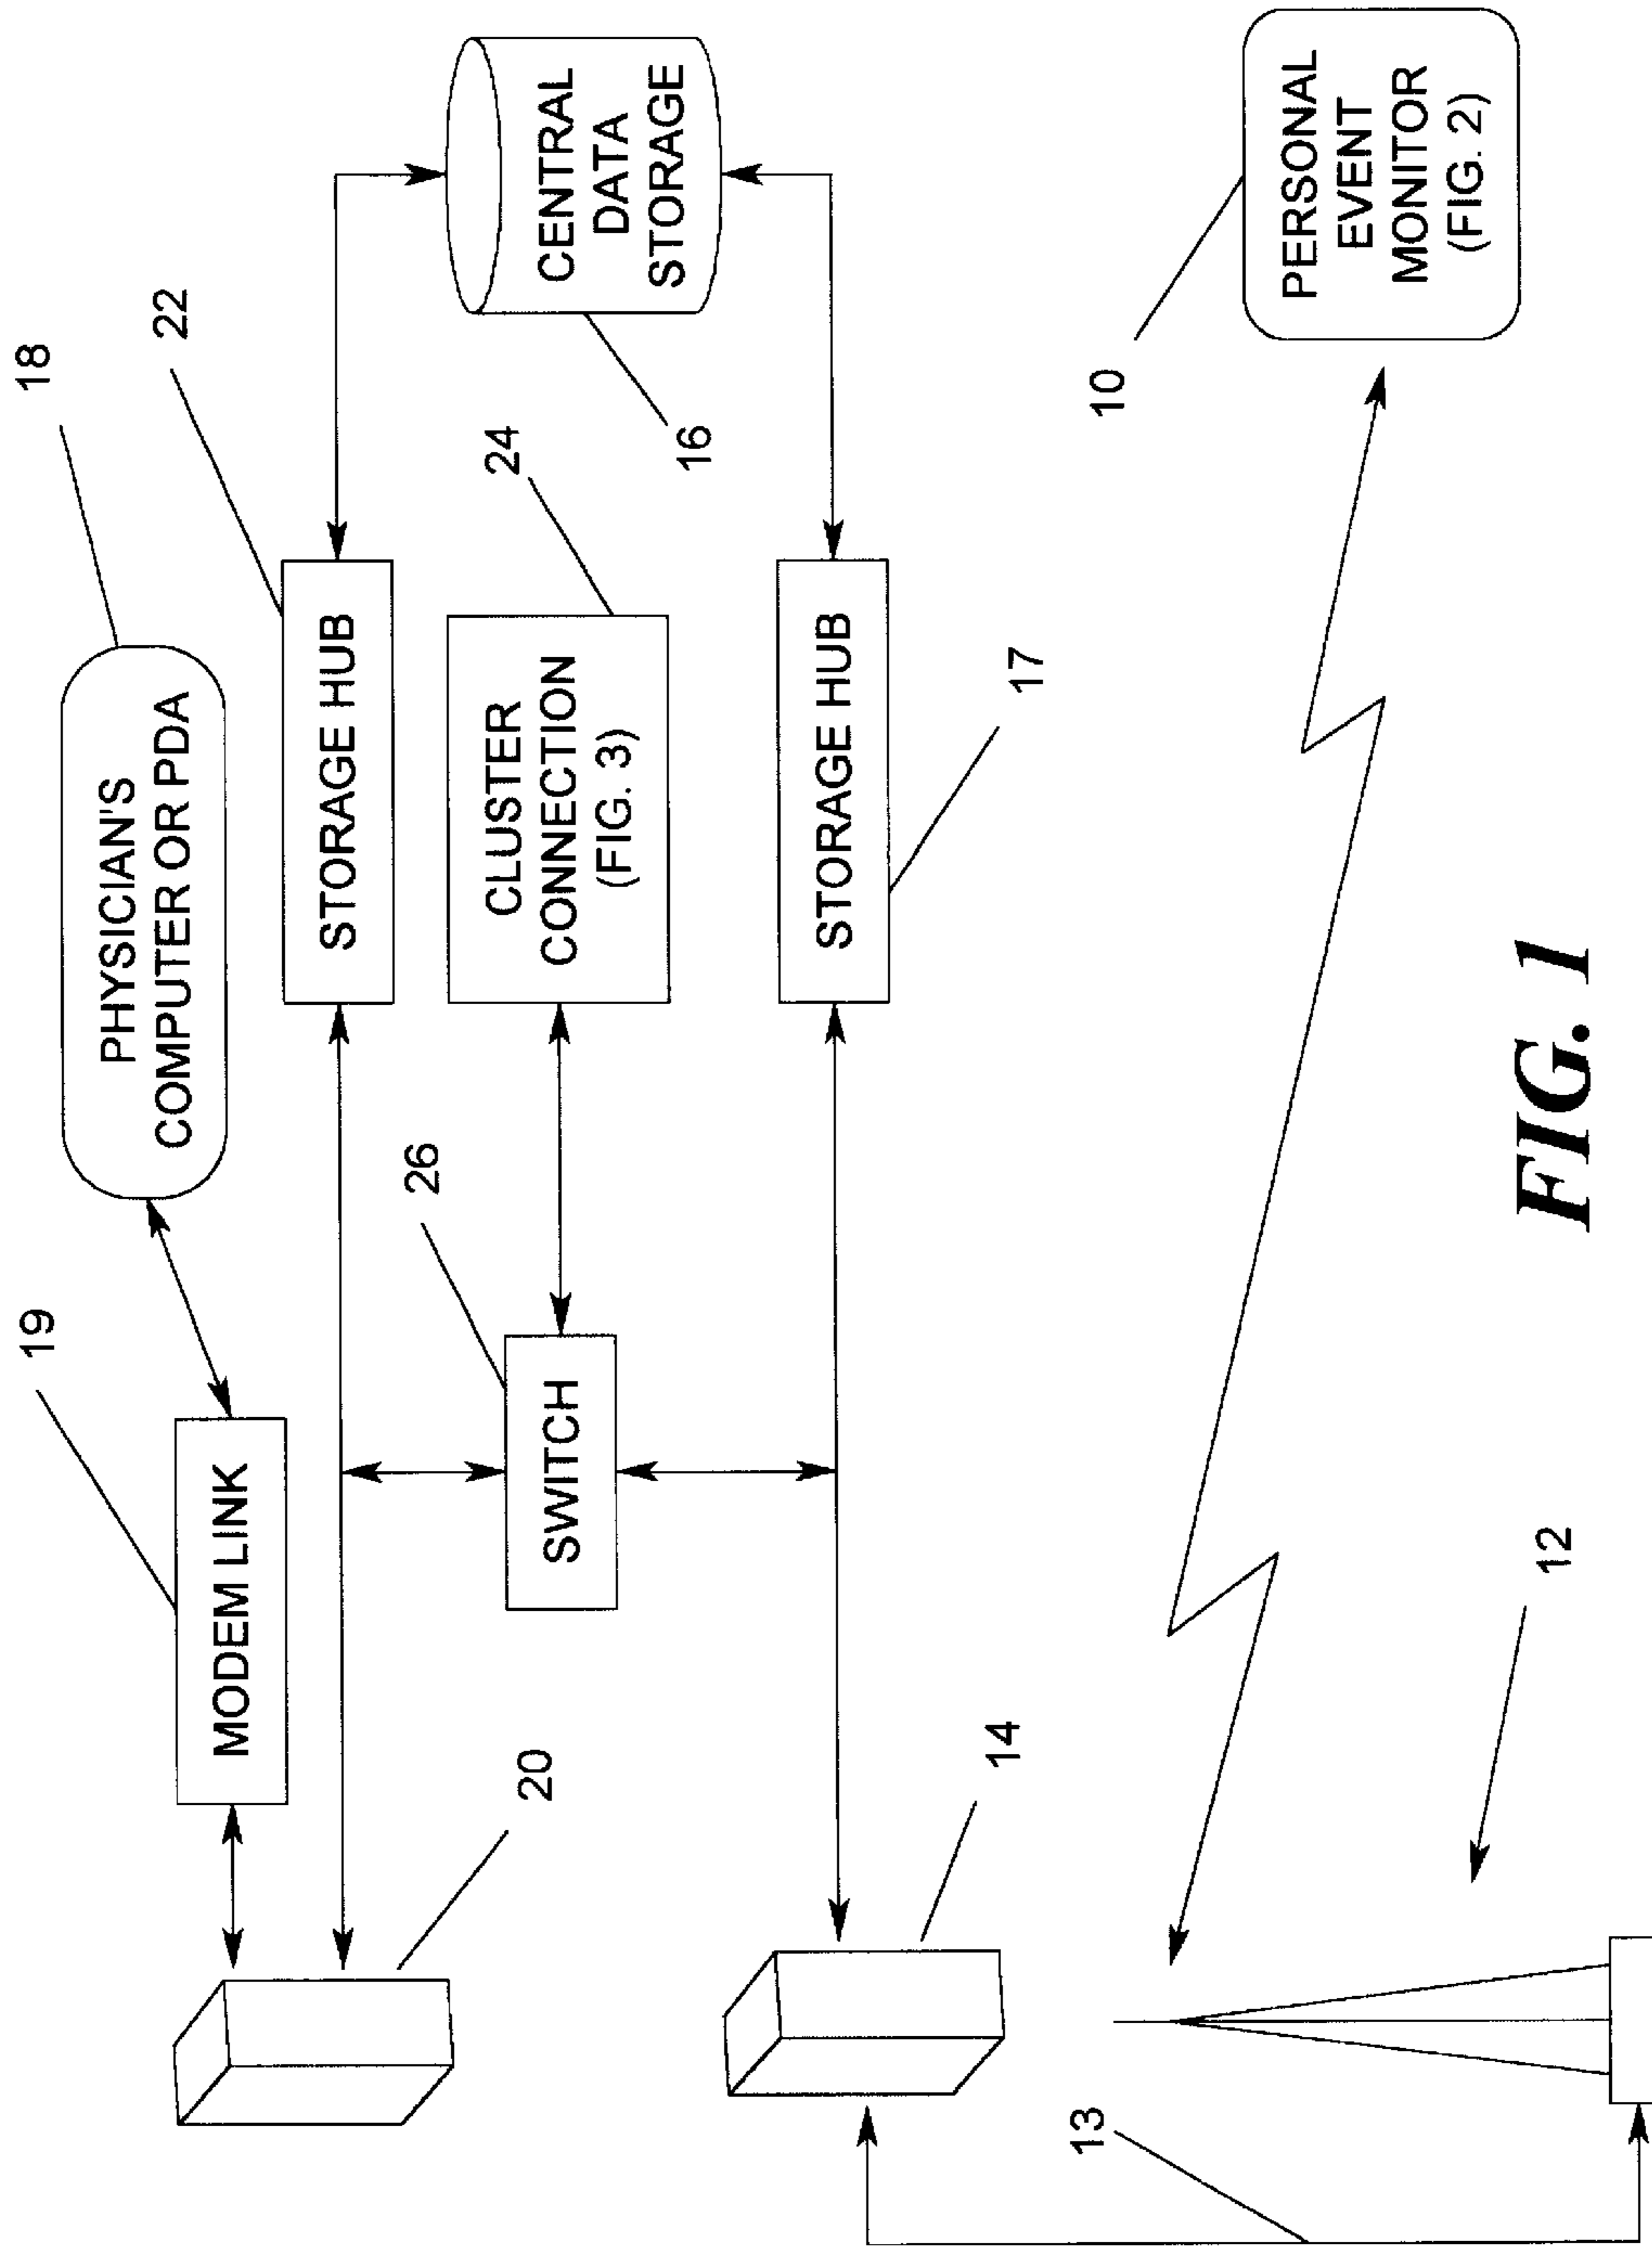 18
PHYSICIAN'S
COMPUTER OR PDA
19
MODEM LINK
22
STORAGE HUB
20
26
SWITCH
24
CLUSTER
CONNECTION
(FIG. 3)
CENTRAL
DATA
STORAGE
16
14
STORAGE HUB
17
13
12
10
PERSONAL
EVENT
MONITOR
(FIG. 2)
FIG. 1